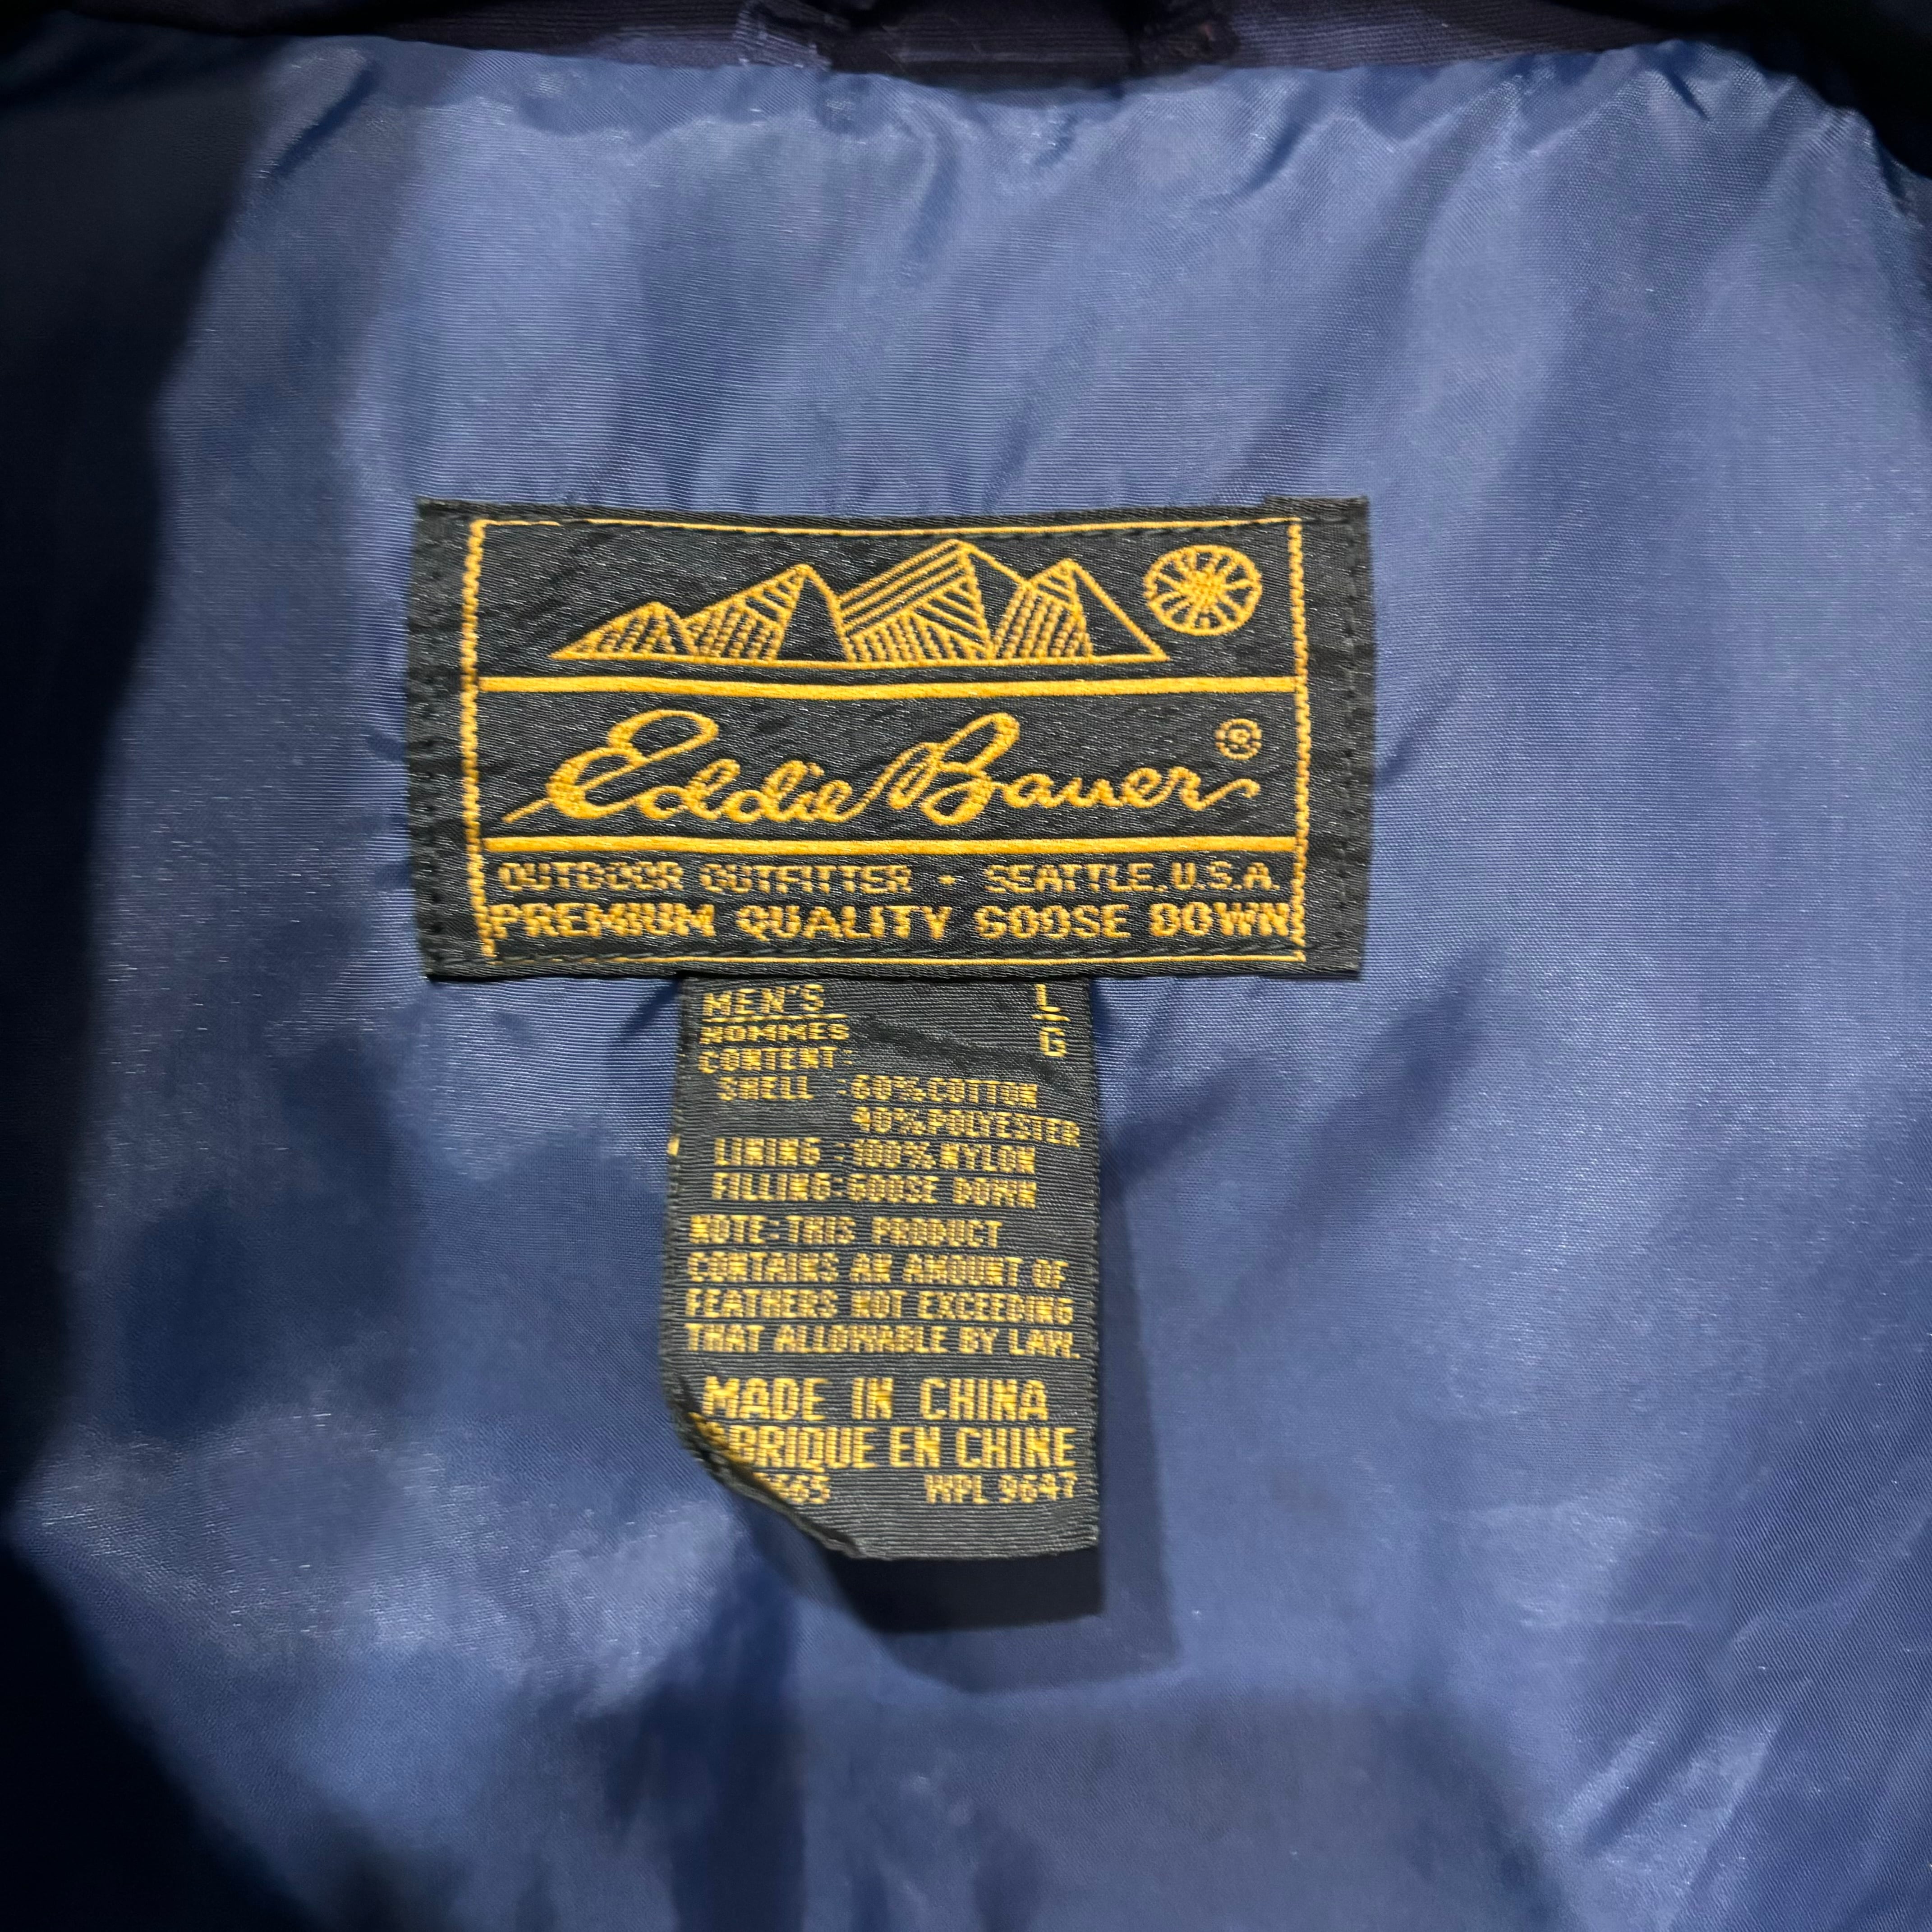 Eddie Bauer ®
OUTDOOR OUTFITTER · SEATTLE, U.S.A.
PREMIUM QUALITY GOOSE DOWN
MEN'S L
HOMMES G
CONTENT:
SHELL :60% COTTON
40% POLYESTER
LINING :100% NYLON
FILLING:GOOSE DOWN
NOTE:THIS PRODUCT
CONTAINS AN AMOUNT OF
FEATHERS NOT EXCEEDING
THAT ALLOWABLE BY LAW.
MADE IN CHINA
BRIQUE EN CHINE
WPL 9647